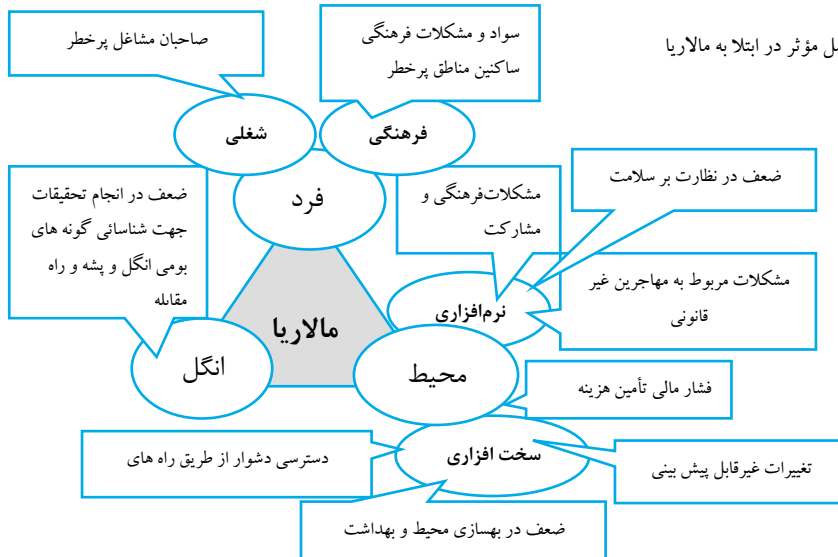 مؤثر در ابتلا به مالاریا
سواد و مشکلات فرهنگی
ساکنین مناطق پرخطر
صاحبان مشاغل پرخطر
فرهنگی
شغلی
فرد
ضعف در نظارت بر سلامت
مشکلات‌فرهنگی و
مشارکت
ضعف در انجام تحقیقات
جهت شناسائی گونه های
بومی انگل و پشه و راه
مقابله
مشکلات مربوط به مهاجرین غیر
قانونی
نرم‌افزاری
مالاریا
محیط
انگل
فشار مالی تأمین هزینه
سخت افزاری
دسترسی دشوار از طریق راه های
تغییرات غیرقابل پیش بینی
ضعف در بهسازی محیط و بهداشت